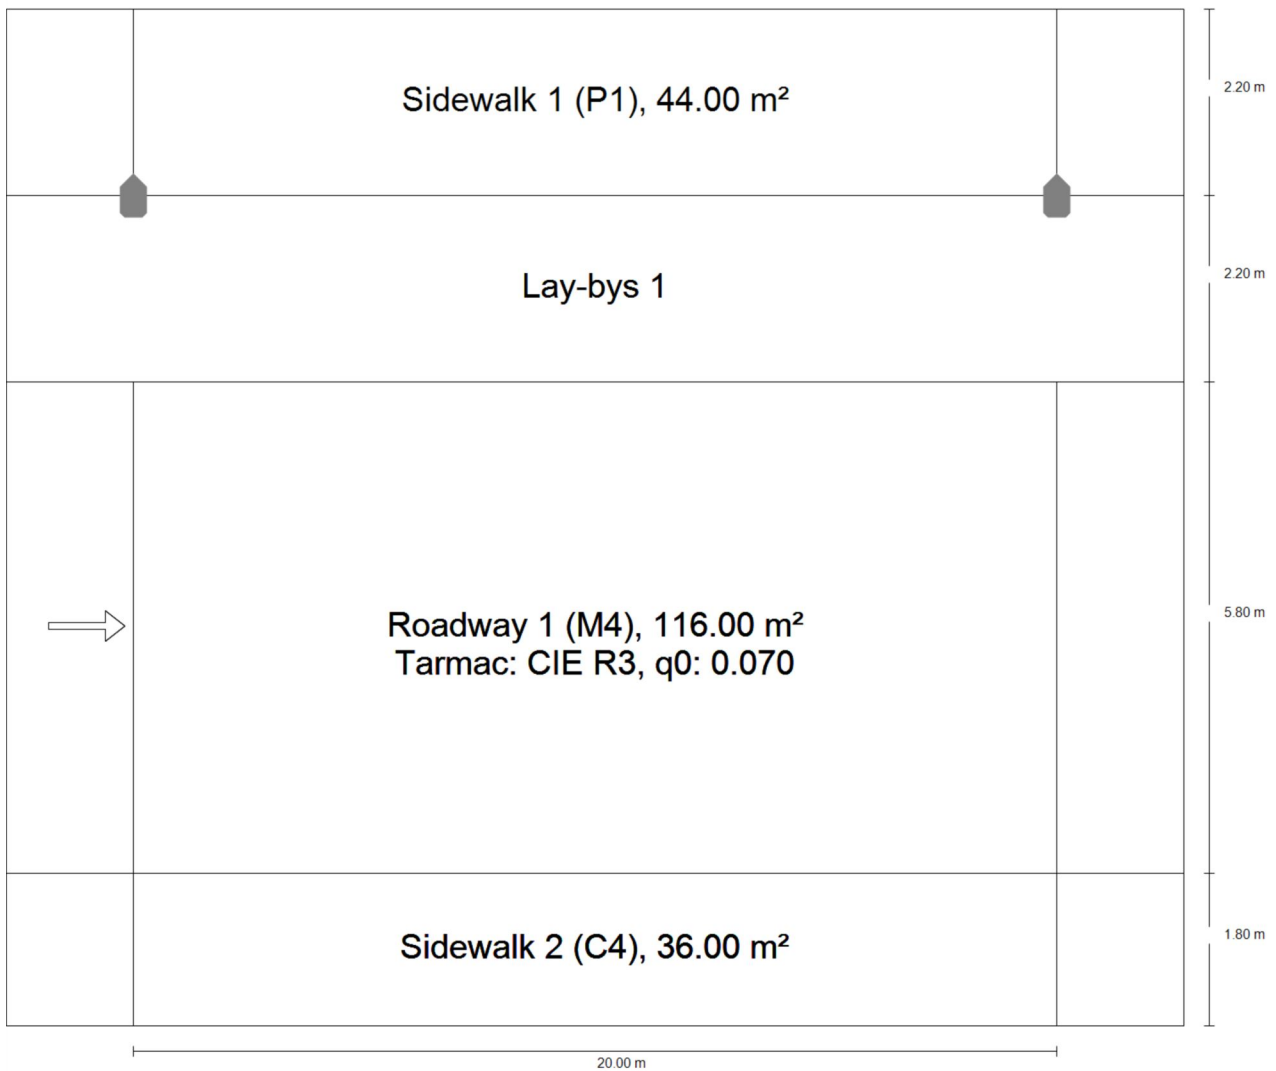 Sidewalk 1 (P1), 44.00 m²
2.20 m
Lay-bys 1
2.20 m
Roadway 1 (M4), 116.00 m²
Tarmac: CIE R3, q0: 0.070
5.80 m
Sidewalk 2 (C4), 36.00 m²
1.80 m
20.00 m